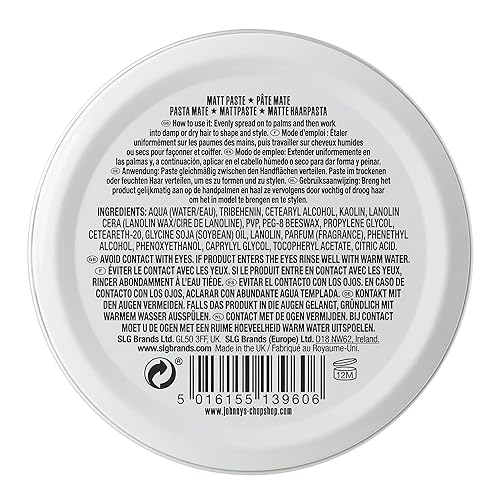 MATT PASTE ★ PÂTE MATE
PASTA MATE ★ MATTPASTE ★ MATTE HAARPASTA
GB How to use it: Evenly spread on to palms and then work
into damp or dry hair to shape and style. F Mode d'emploi: Étaler
uniformément sur les paumes des mains, puis travailler sur cheveux humides
ou secs pour façonner et coiffer. E Modo de empleo: Extender uniformemente en
las palmas y, a continuación, aplicar en el cabello húmedo o seco para dar forma y peinar.
D Anwendung: Paste gleichmäßig zwischen den Handflächen verteilen. Paste im trockenen
oder feuchten Haar verteilen, um es zu formen und zu stylen. NL Gebruiksaanwijzing: Breng het
product gelijkmatig aan op de handpalmen en haal ze vervolgens door vochtig of droog haar
om het in model te brengen en te stylen.
INGREDIENTS: AQUA (WATER/EAU), TRIBEHENIN, CETEARYL ALCOHOL, KAOLIN, LANOLIN
CERA (LANOLIN WAX/CIRE DE LANOLINE), PVP, PEG-8 BEESWAX, PROPYLENE GLYCOL,
CETEARETH-20, GLYCINE SOJA (SOYBEAN) OIL, LANOLIN, PARFUM (FRAGRANCE), PHENETHYL
ALCOHOL, PHENOXYETHANOL, CAPRYLYL GLYCOL, TOCOPHERYL ACETATE, CITRIC ACID.
GB AVOID CONTACT WITH EYES. IF PRODUCT ENTERS THE EYES RINSE WELL WITH WARM WATER.
F ÉVITER LE CONTACT AVEC LES YEUX. SI LE PRODUIT ENTRE EN CONTACT AVEC LES YEUX,
RINCER ABONDAMMENT À L'EAU TIÈDE. E EVITAR EL CONTACTO CON LOS OJOS. EN CASO DE
CONTACTO CON LOS OJOS, ACLARAR CON ABUNDANTE AGUA TEMPLADA. D KONTAKT MIT
DEN AUGEN VERMEIDEN. FALLS DAS PRODUKT IN DIE AUGEN GELANGT, GRÜNDLICH MIT
WARMEM WASSER AUSSPÜLEN. NL CONTACT MET DE OGEN VERMIJDEN. BIJ CONTACT
MOET U DE OGEN MET EEN RUIME HOEVEELHEID WARM WATER UITSPOELEN.
SLG Brands Ltd. GL50 3FF, UK. SLG Brands (Europe) Ltd. D18 NW62, Ireland.
www.slgbrands.com Made in the UK / Fabriqué au Royaume-Uni.
12M
5 016155 139606
www.johnnys-chopshop.com